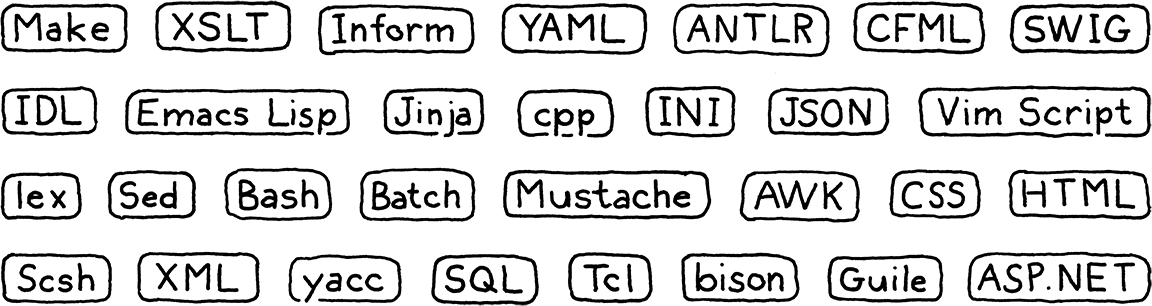 Make XSLT Inform YAML ANTLR CFML SWIG
IDL Emacs Lisp Jinja cpp INI JSON Vim Script
lex Sed Bash Batch Mustache AWK CSS HTML
Scsh XML yacc SQL Tcl bison Guile ASP.NET